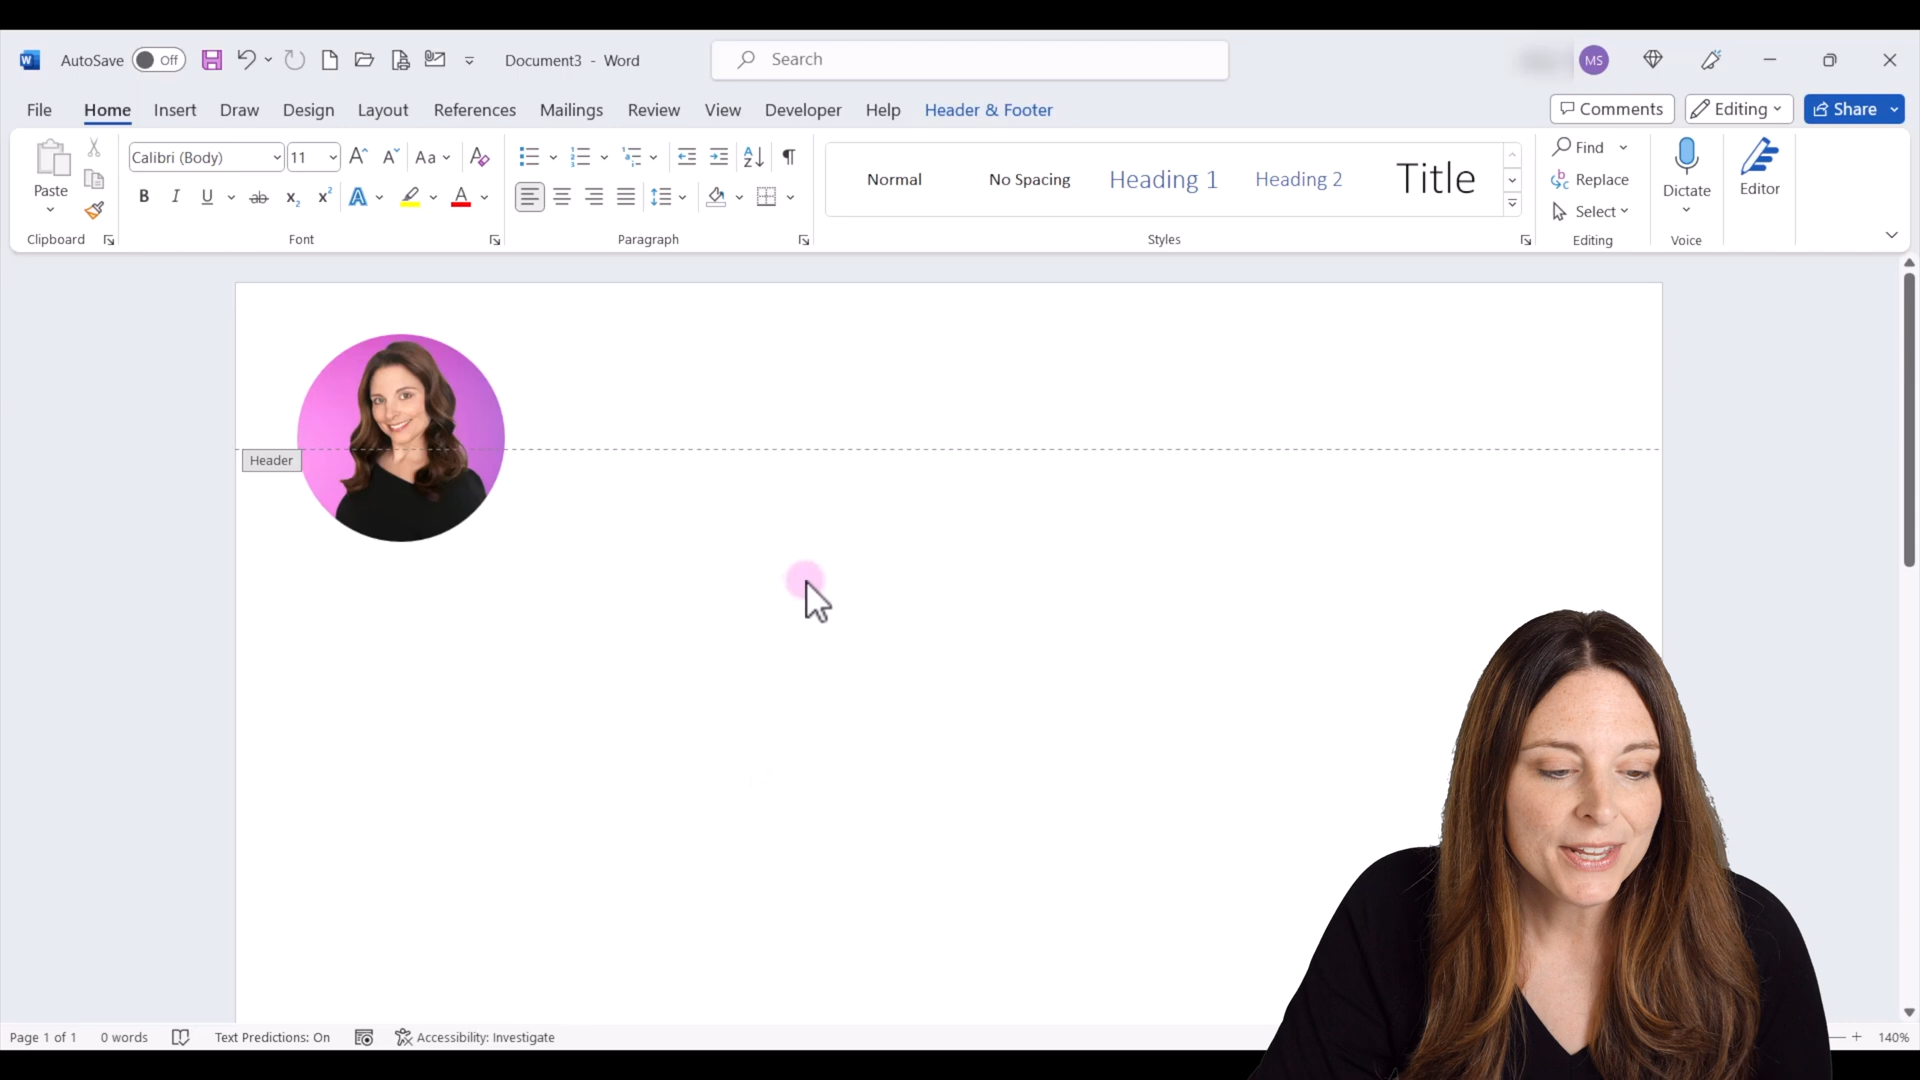 AutoSave Off Document3 - Word Search MS
File Home Insert Draw Design Layout References Mailings Review View Developer Help Header & Footer Comments Editing Share
Paste
Clipboard
Calibri (Body) 11
Font
Paragraph
Normal No Spacing Heading 1 Heading 2 Title
Styles
Find
Replace
Select
Editing
Dictate
Voice
Editor
Header
Page 1 of 1 0 words Text Predictions: On Accessibility: Investigate 140%